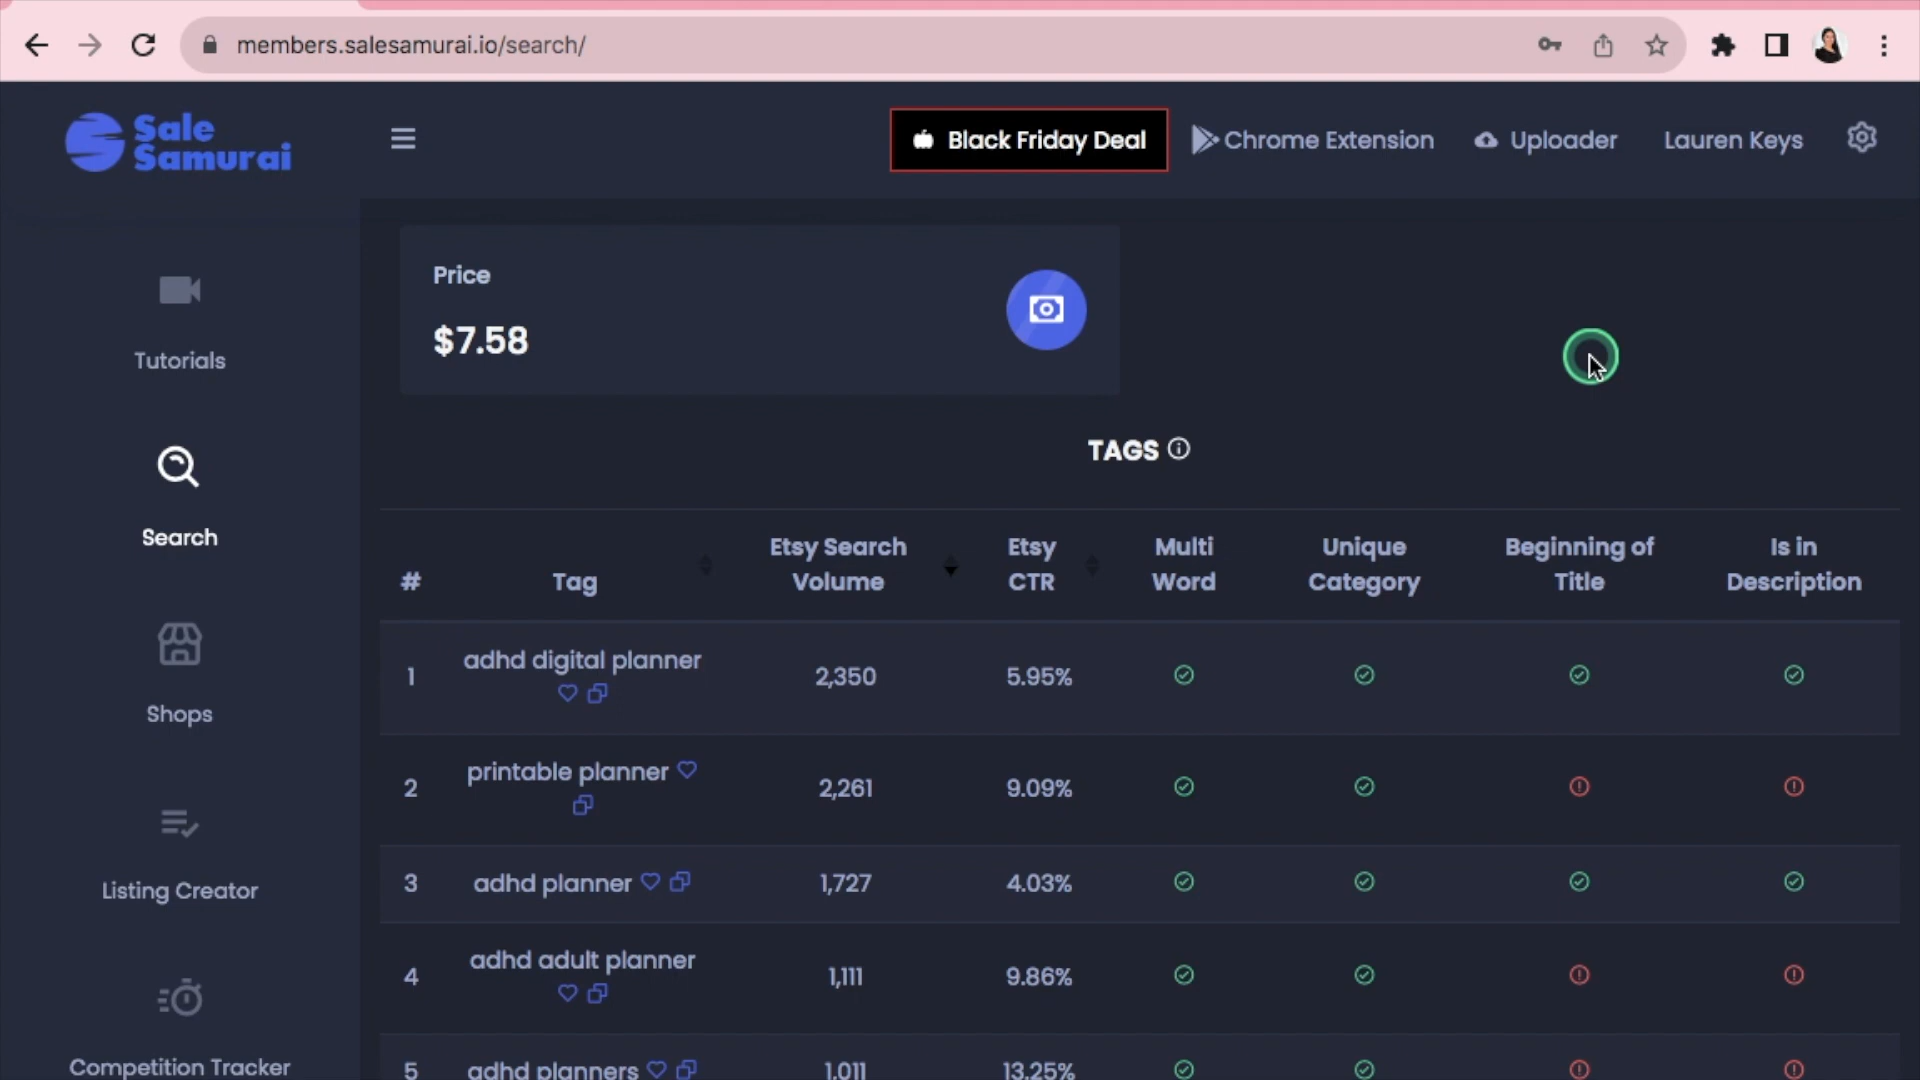 members.salesamurai.io/search/
Sale
Samurai
Black Friday Deal
Chrome Extension
Uploader
Lauren Keys
Tutorials
Search
Shops
Listing Creator
Competition Tracker
Price
$7.58
TAGS
# Tag Etsy Search Volume Etsy CTR Multi Word Unique Category Beginning of Title Is in Description
1 adhd digital planner 2,350 5.95%
2 printable planner 2,261 9.09%
3 adhd planner 1,727 4.03%
4 adhd adult planner 1,111 9.86%
5 adhd planners 1,011 13.25%